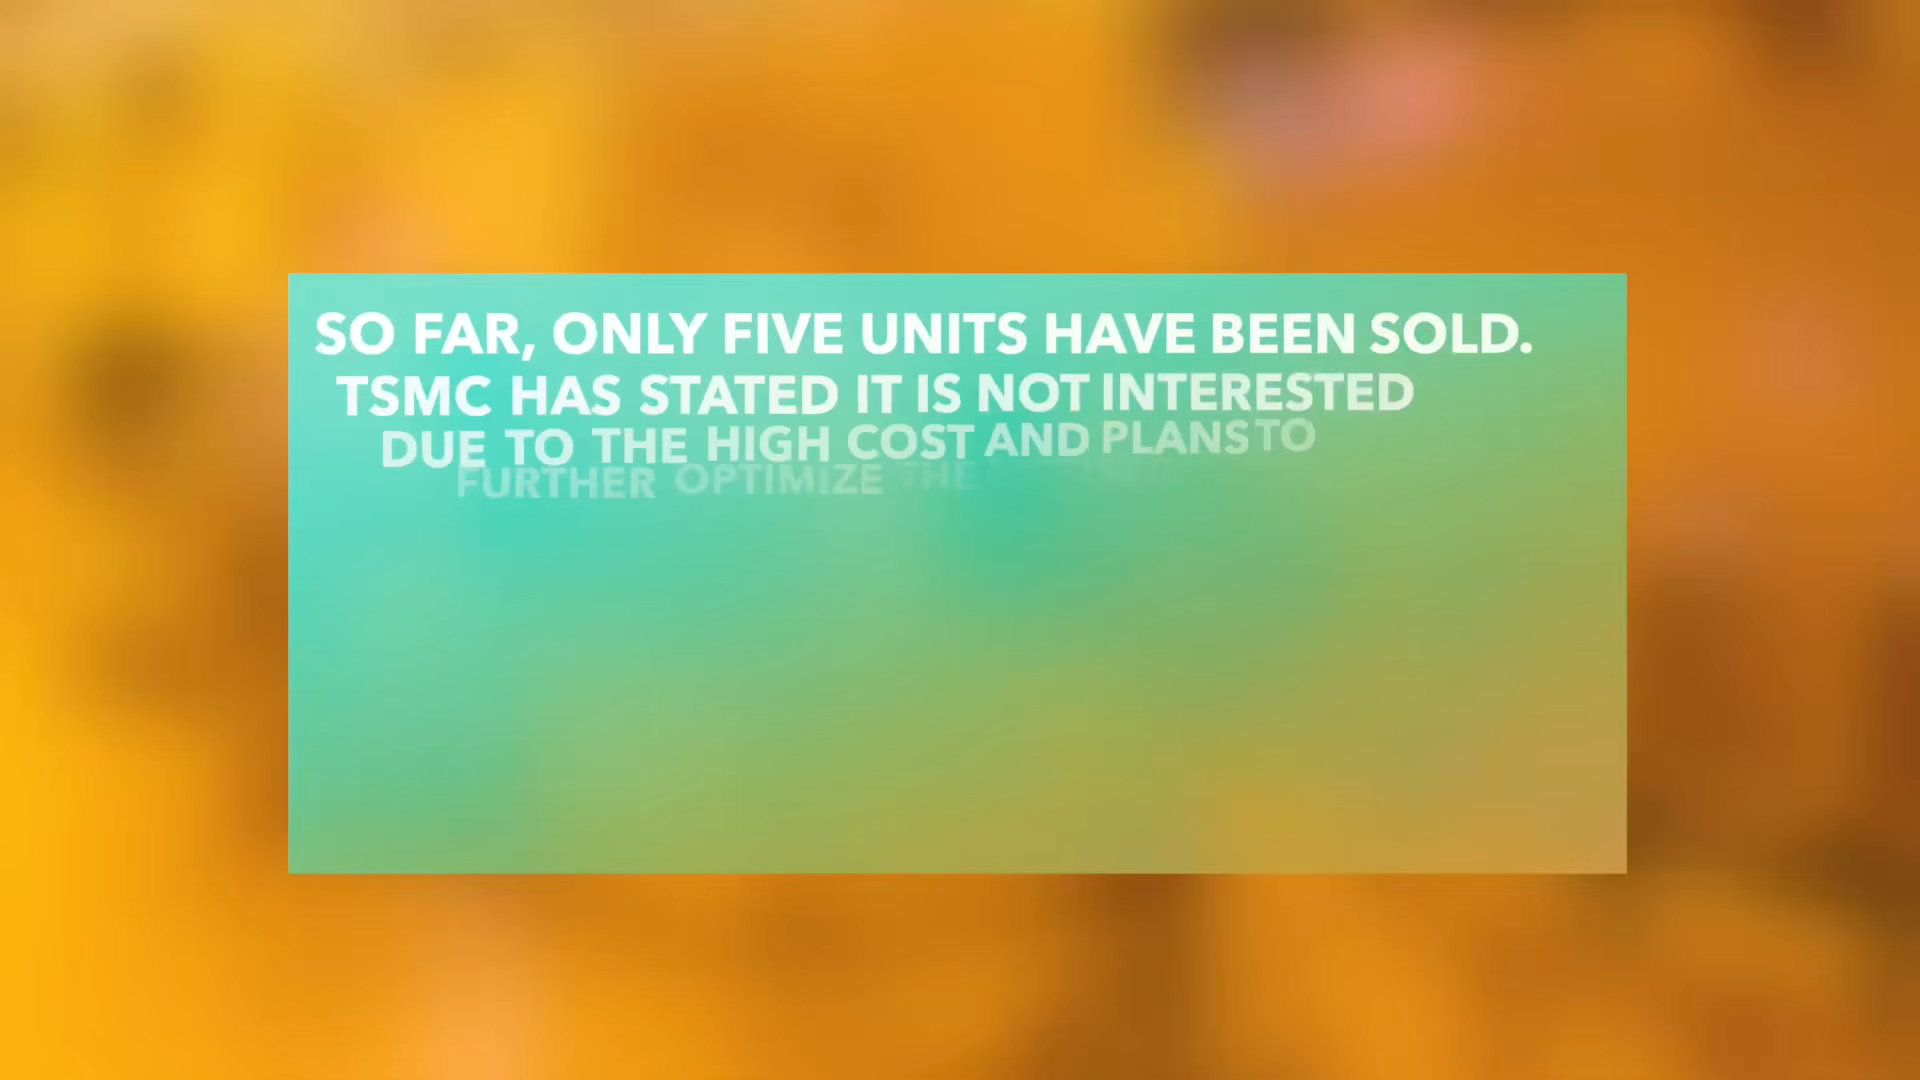 SO FAR, ONLY FIVE UNITS HAVE BEEN SOLD.
TSMC HAS STATED IT IS NOT INTERESTED
DUE TO THE HIGH COST AND PLANS TO
FURTHER OPTIMIZE THE